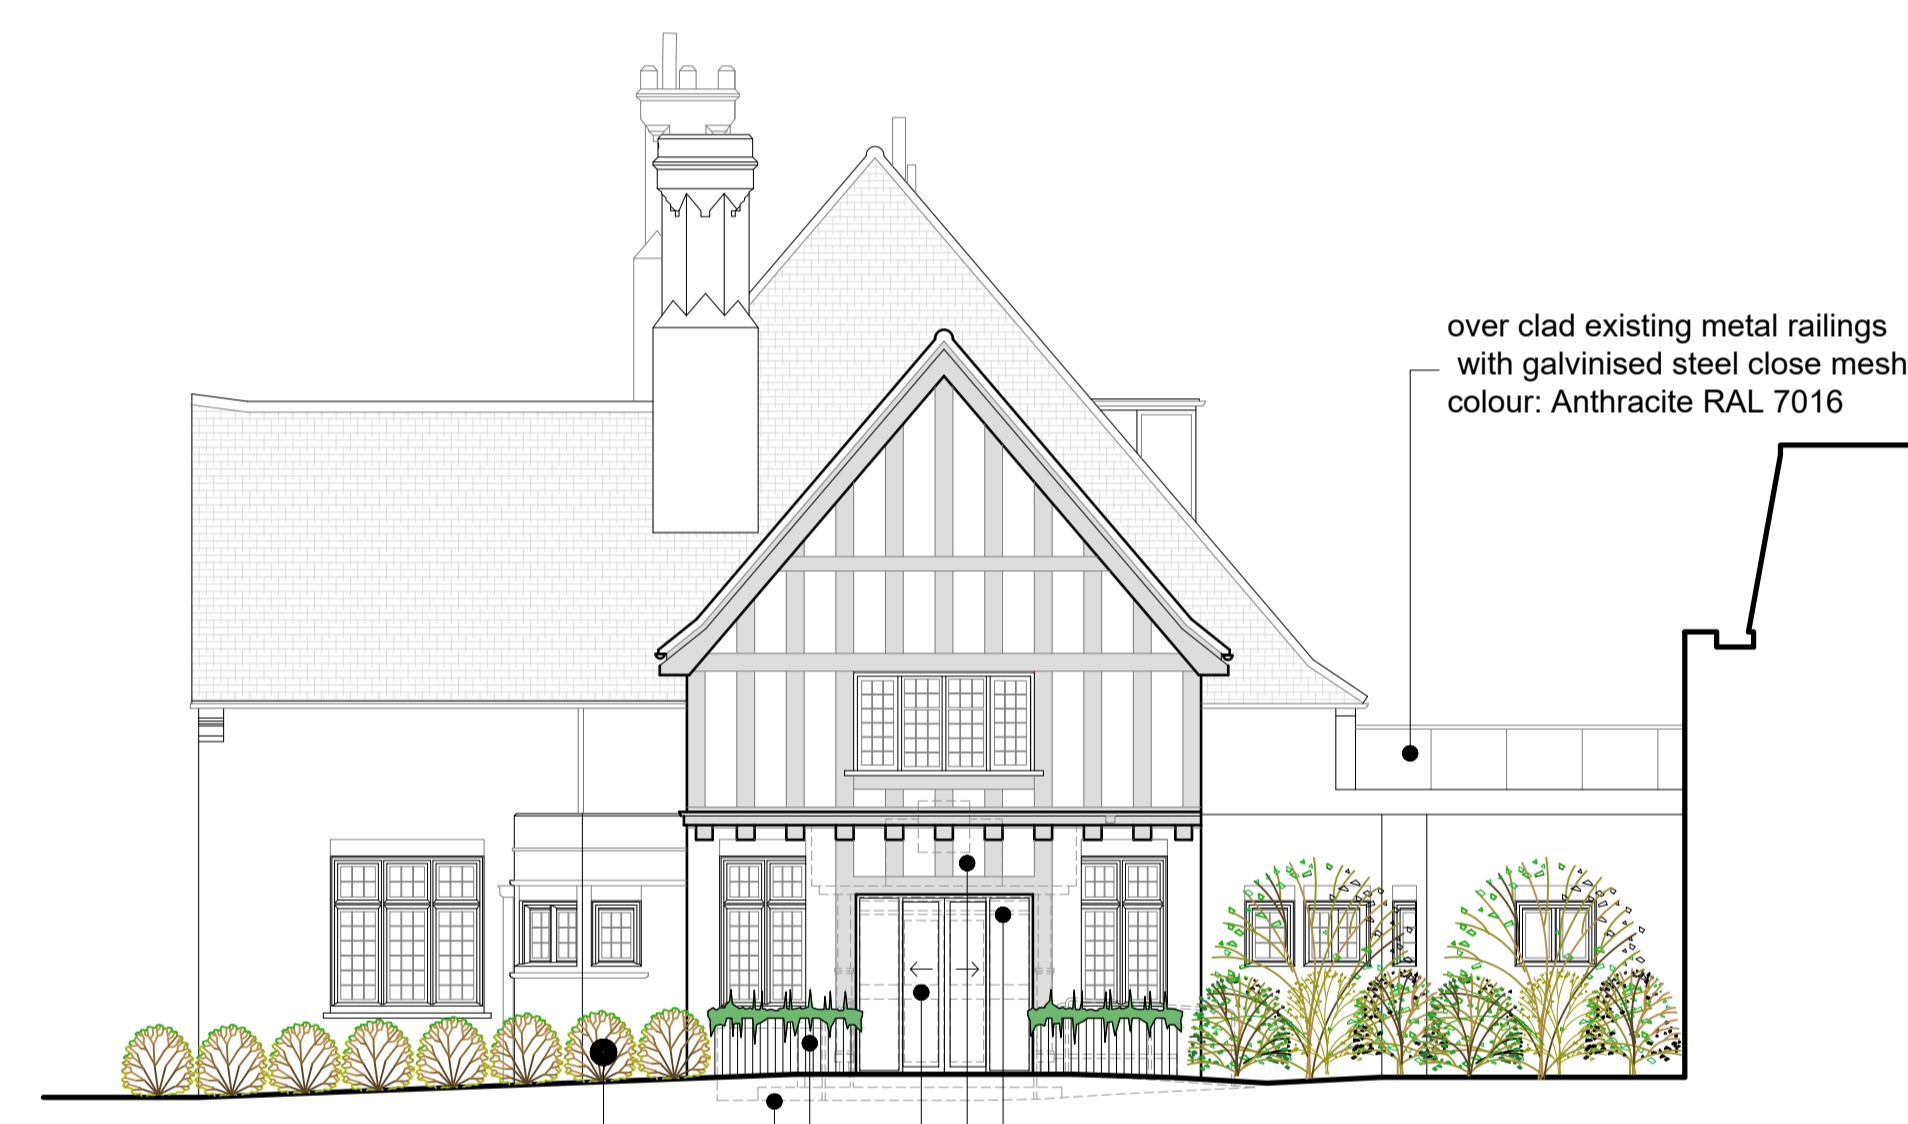 over clad existing metal railings
with galvinised steel close mesh
colour: Anthracite RAL 7016